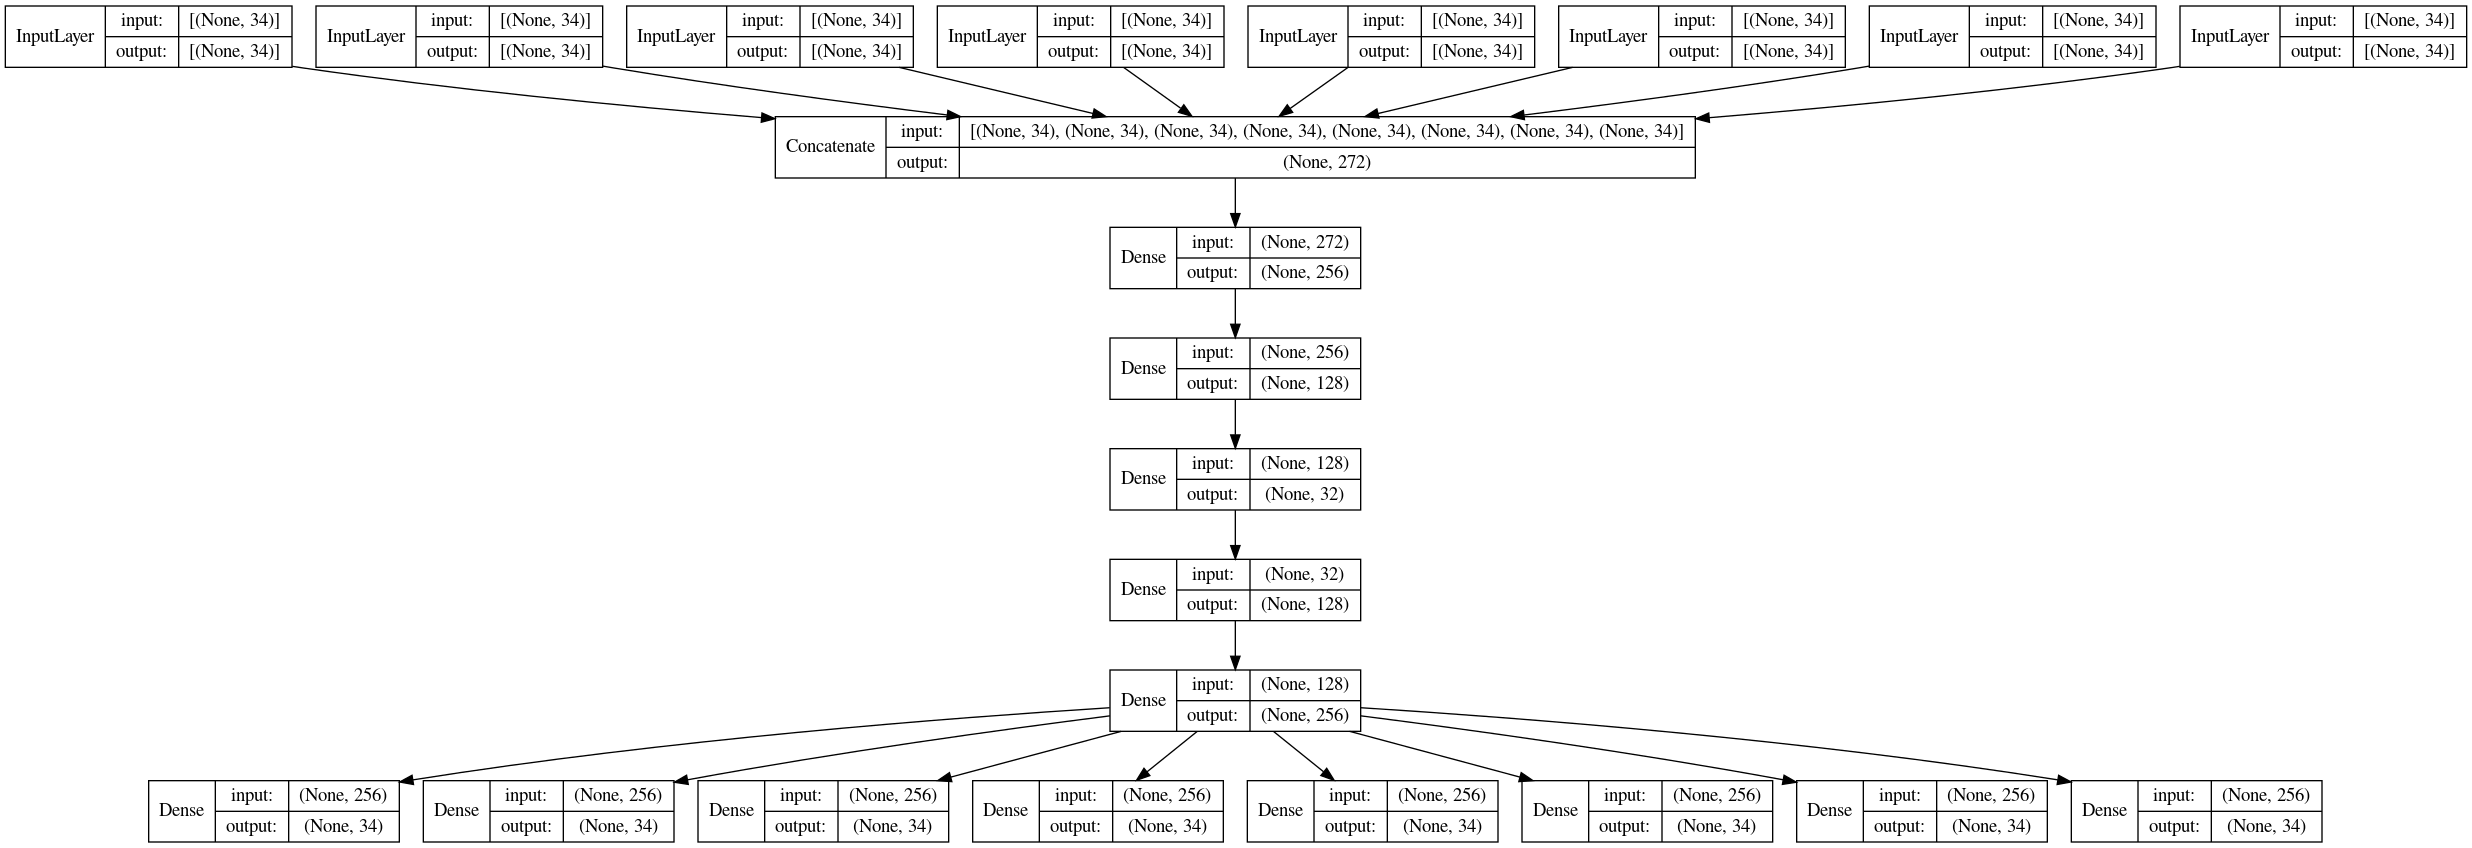 InputLayer input: [(None, 34)] output: [(None, 34)]
InputLayer input: [(None, 34)] output: [(None, 34)]
InputLayer input: [(None, 34)] output: [(None, 34)]
InputLayer input: [(None, 34)] output: [(None, 34)]
InputLayer input: [(None, 34)] output: [(None, 34)]
InputLayer input: [(None, 34)] output: [(None, 34)]
InputLayer input: [(None, 34)] output: [(None, 34)]
InputLayer input: [(None, 34)] output: [(None, 34)]
Concatenate input: [(None, 34), (None, 34), (None, 34), (None, 34), (None, 34), (None, 34), (None, 34), (None, 34)]
output: (None, 272)
Dense input: (None, 272)
output: (None, 256)
Dense input: (None, 256)
output: (None, 128)
Dense input: (None, 128)
output: (None, 32)
Dense input: (None, 32)
output: (None, 128)
Dense input: (None, 128)
output: (None, 256)
Dense input: (None, 256) output: (None, 34)
Dense input: (None, 256) output: (None, 34)
Dense input: (None, 256) output: (None, 34)
Dense input: (None, 256) output: (None, 34)
Dense input: (None, 256) output: (None, 34)
Dense input: (None, 256) output: (None, 34)
Dense input: (None, 256) output: (None, 34)
Dense input: (None, 256) output: (None, 34)